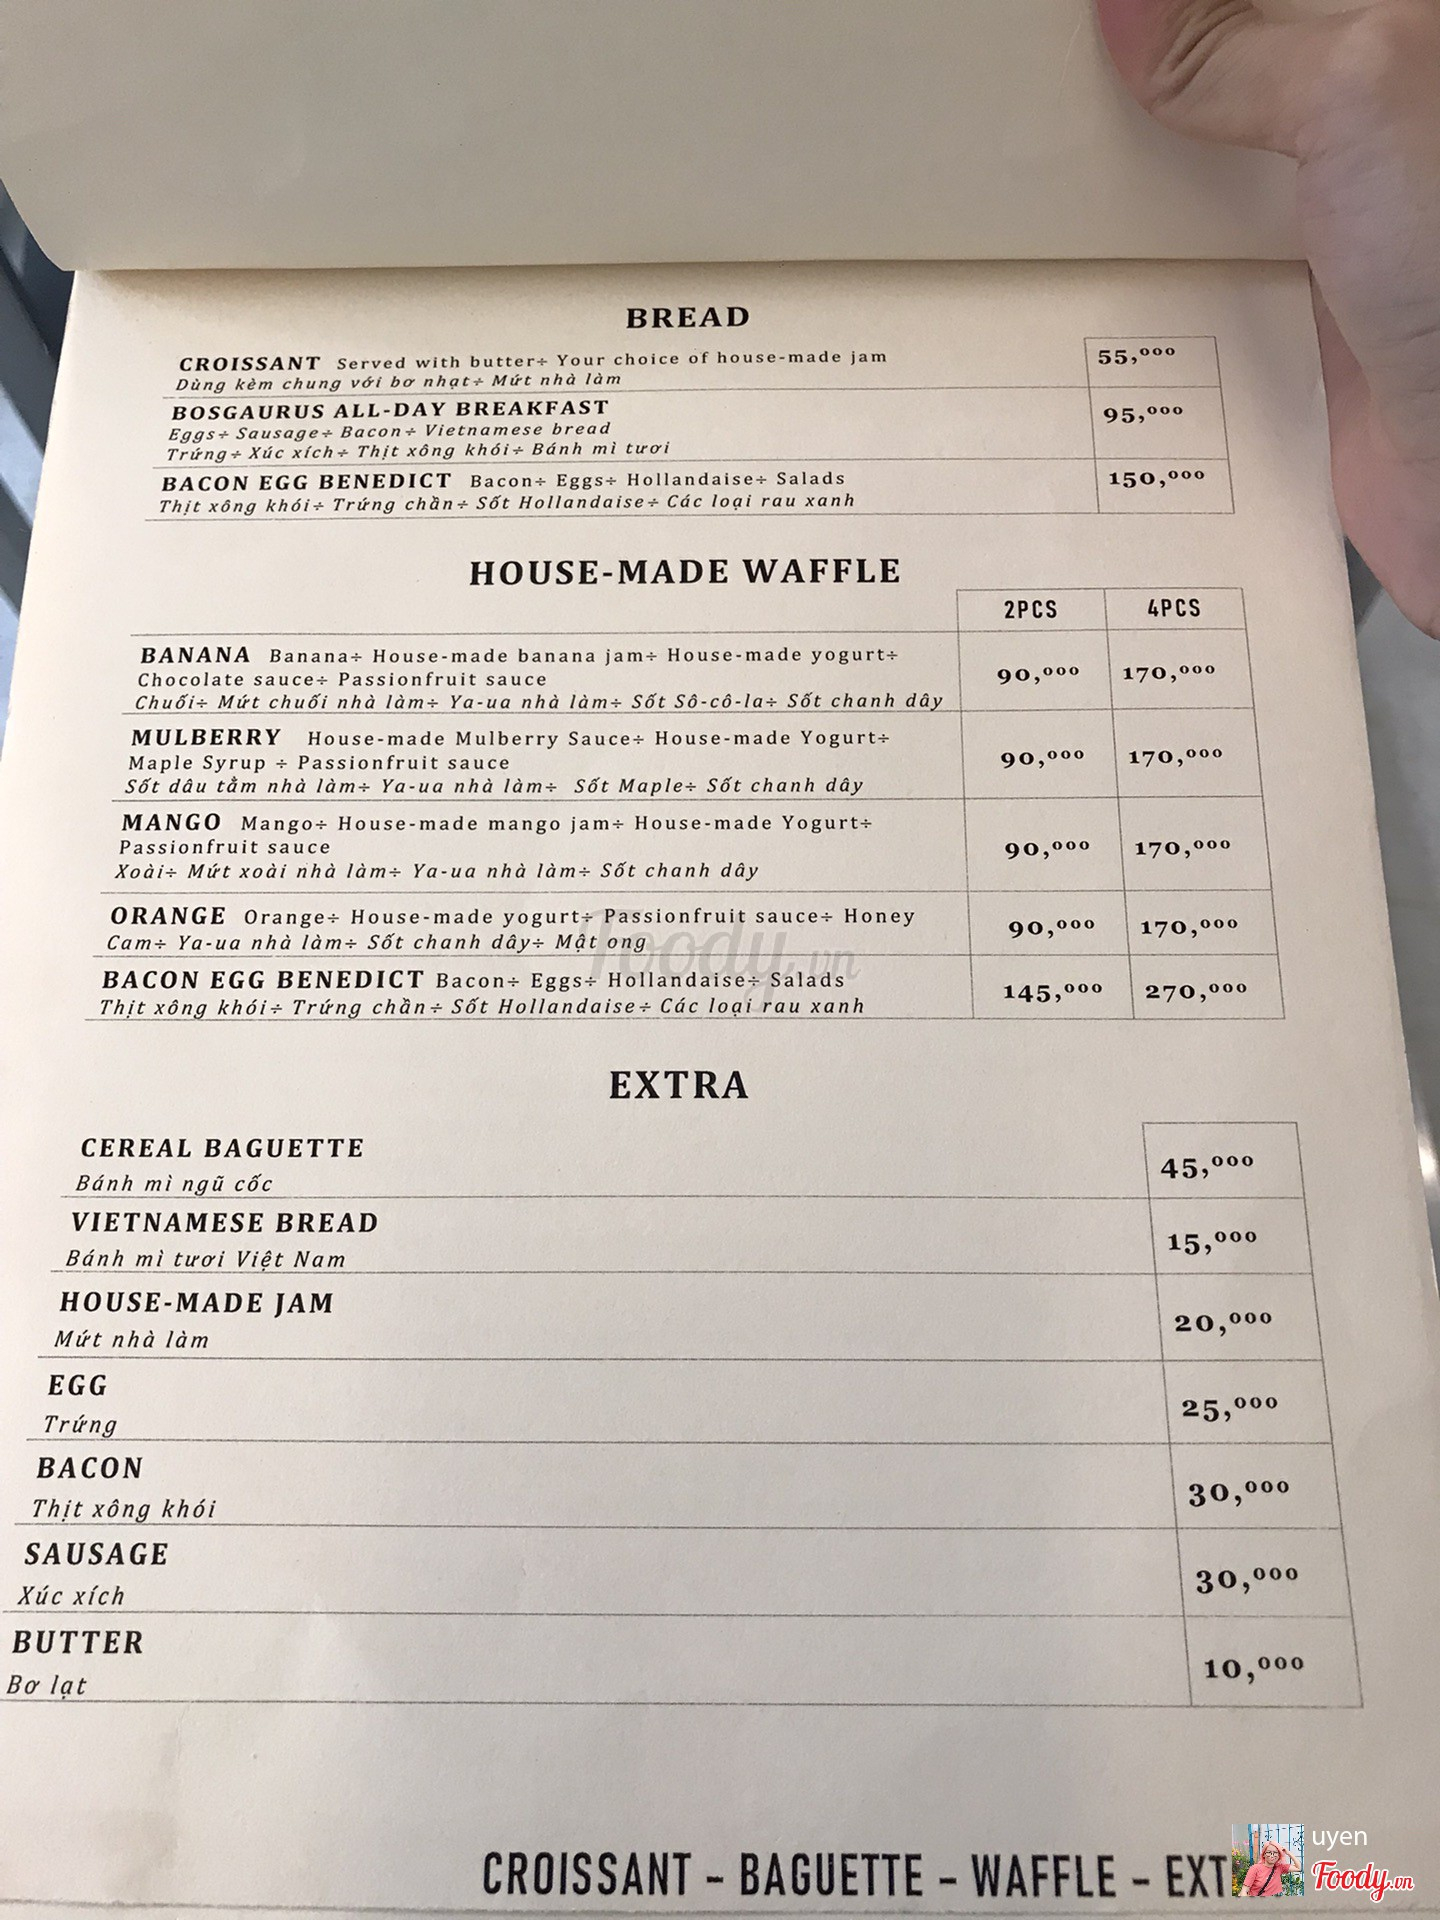 BREAD
CROISSANT Served with butter÷ Your choice of house-made jam 55,000
Dùng kèm chung với bơ nhạt÷ Mứt nhà làm
BOSGAURUS ALL-DAY BREAKFAST 95,000
Eggs÷ Sausage÷ Bacon÷ Vietnamese bread
Trứng÷ Xúc xích÷ Thịt xông khói÷ Bánh mì tươi
BACON EGG BENEDICT Bacon÷ Eggs÷ Hollandaise÷ Salads 150,000
Thịt xông khói÷ Trứng chần÷ Sốt Hollandaise÷ Các loại rau xanh
HOUSE-MADE WAFFLE
2PCS 4PCS
BANANA Banana÷ House-made banana jam÷ House-made yogurt÷
Chocolate sauce÷ Passionfruit sauce 90,000 170,000
Chuối÷ Mứt chuối nhà làm÷ Ya-ua nhà làm÷ Sốt Sô-cô-la÷ Sốt chanh dây
MULBERRY House-made Mulberry Sauce÷ House-made Yogurt÷
Maple Syrup ÷ Passionfruit sauce 90,000 170,000
Sốt dâu tằm nhà làm÷ Ya-ua nhà làm÷ Sốt Maple÷ Sốt chanh dây
MANGO Mango÷ House-made mango jam÷ House-made Yogurt÷
Passionfruit sauce 90,000 170,000
Xoài÷ Mứt xoài nhà làm÷ Ya-ua nhà làm÷ Sốt chanh dây
ORANGE Orange÷ House-made yogurt÷ Passionfruit sauce÷ Honey 90,000 170,000
Cam÷ Ya-ua nhà làm÷ Sốt chanh dây÷ Mật ong
BACON EGG BENEDICT Bacon÷ Eggs÷ Hollandaise÷ Salads 145,000 270,000
Thịt xông khói÷ Trứng chần÷ Sốt Hollandaise÷ Các loại rau xanh
Foody.vn
EXTRA
CEREAL BAGUETTE 45,000
Bánh mì ngũ cốc
VIETNAMESE BREAD 15,000
Bánh mì tươi Việt Nam
HOUSE-MADE JAM 20,000
Mứt nhà làm
EGG 25,000
Trứng
BACON 30,000
Thịt xông khói
SAUSAGE 30,000
Xúc xích
BUTTER 10,000
Bơ lạt
CROISSANT – BAGUETTE – WAFFLE – EXT
uyen
Foody.vn